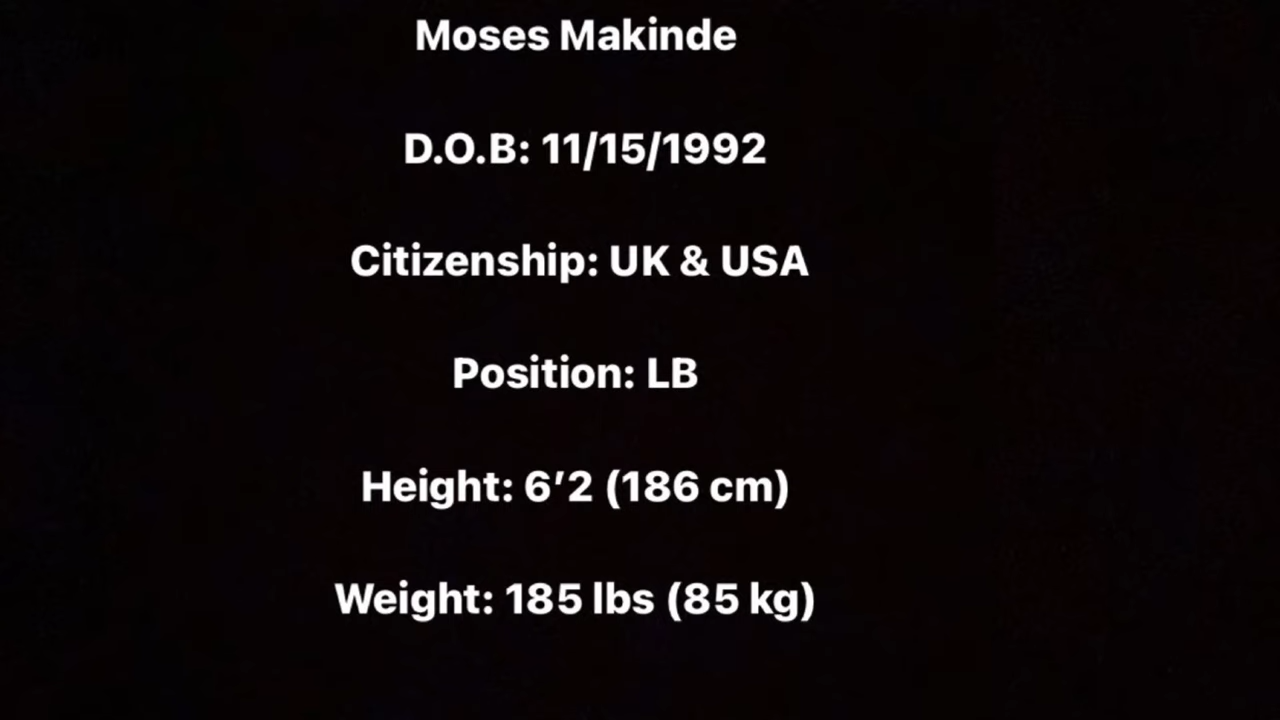 Moses Makinde
D.O.B: 11/15/1992
Citizenship: UK & USA
Position: LB
Height: 6’2 (186 cm)
Weight: 185 lbs (85 kg)